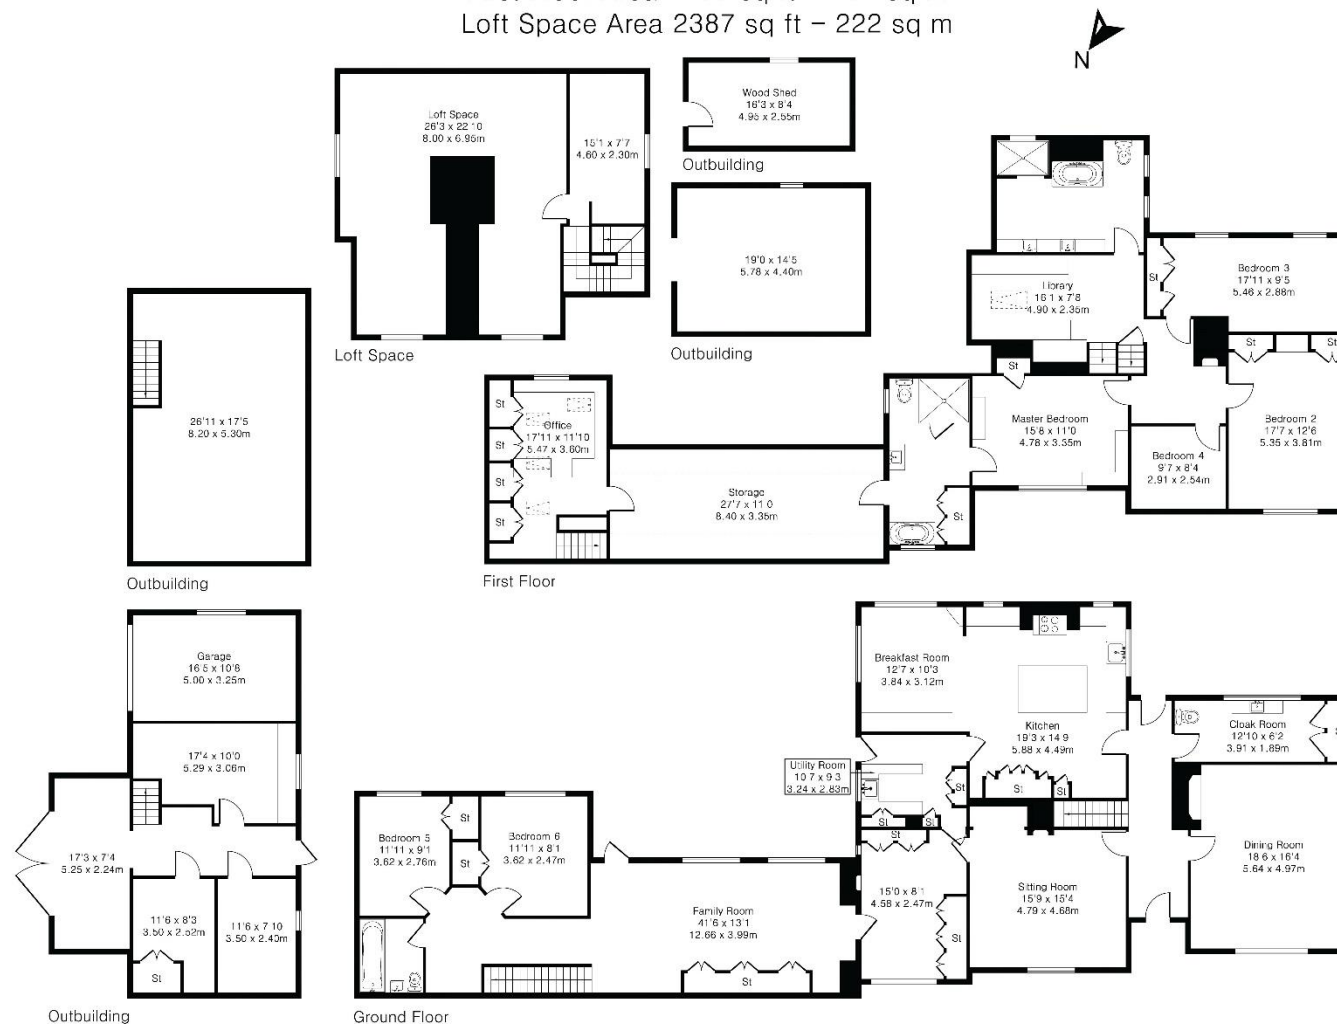 Loft Space Area 2387 sq ft – 222 sq m
N
Loft Space
26'3 x 22'10
8.00 x 6.95m
15'1 x 7'7
4.60 x 2.30m
Loft Space
Wood Shed
16'3 x 8'4
4.95 x 2.55m
Outbuilding
19'0 x 14'5
5.78 x 4.40m
Outbuilding
26'11 x 17'5
8.20 x 5.30m
Outbuilding
Library
16'1 x 7'8
4.90 x 2.35m
St
Bedroom 3
17'11 x 9'5
5.46 x 2.88m
St
St
St
Master Bedroom
15'8 x 11'0
4.78 x 3.35m
Bedroom 2
17'7 x 12'6
5.35 x 3.81m
Bedroom 4
9'7 x 8'4
2.91 x 2.54m
St
St
St
St
Office
17'11 x 11'10
5.47 x 3.60m
Storage
27'7 x 11'0
8.40 x 3.35m
St
First Floor
Garage
16'5 x 10'8
5.00 x 3.25m
17'4 x 10'0
5.29 x 3.06m
17'3 x 7'4
5.25 x 2.24m
11'6 x 8'3
3.50 x 2.52m
St
11'6 x 7'10
3.50 x 2.40m
Outbuilding
Breakfast Room
12'7 x 10'3
3.84 x 3.12m
Kitchen
19'3 x 14'9
5.88 x 4.49m
St
St
Utility Room
10'7 x 9'3
3.24 x 2.83m
St
St
St
St
Cloak Room
12'10 x 6'2
3.91 x 1.89m
Bedroom 5
11'11 x 9'1
3.62 x 2.76m
St
St
Bedroom 6
11'11 x 8'1
3.62 x 2.47m
Family Room
41'6 x 13'1
12.66 x 3.99m
St
15'0 x 8'1
4.58 x 2.47m
St
Sitting Room
15'9 x 15'4
4.79 x 4.68m
Dining Room
18'6 x 16'4
5.64 x 4.97m
Ground Floor